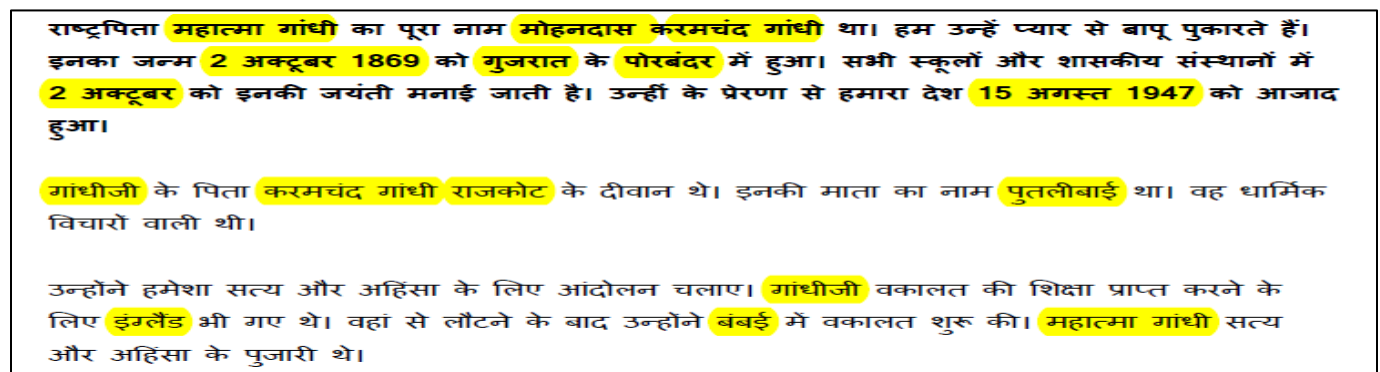 राष्ट्रपिता महात्मा गांधी का पूरा नाम मोहनदास करमचंद गांधी था। हम उन्हें प्यार से बापू पुकारते हैं।
इनका जन्म 2 अक्टूबर 1869 को गुजरात के पोरबंदर में हुआ। सभी स्कूलों और शासकीय संस्थानों में
2 अक्टूबर को इनकी जयंती मनाई जाती है। उन्हीं के प्रेरणा से हमारा देश 15 अगस्त 1947 को आजाद
हुआ।
गांधीजी के पिता करमचंद गांधी राजकोट के दीवान थे। इनकी माता का नाम पुतलीबाई था। वह धार्मिक
विचारों वाली थी।
उन्होंने हमेशा सत्य और अहिंसा के लिए आंदोलन चलाए। गांधीजी वकालत की शिक्षा प्राप्त करने के
लिए इंग्लैंड भी गए थे। वहां से लौटने के बाद उन्होंने बंबई में वकालत शुरू की। महात्मा गांधी सत्य
और अहिंसा के पुजारी थे।